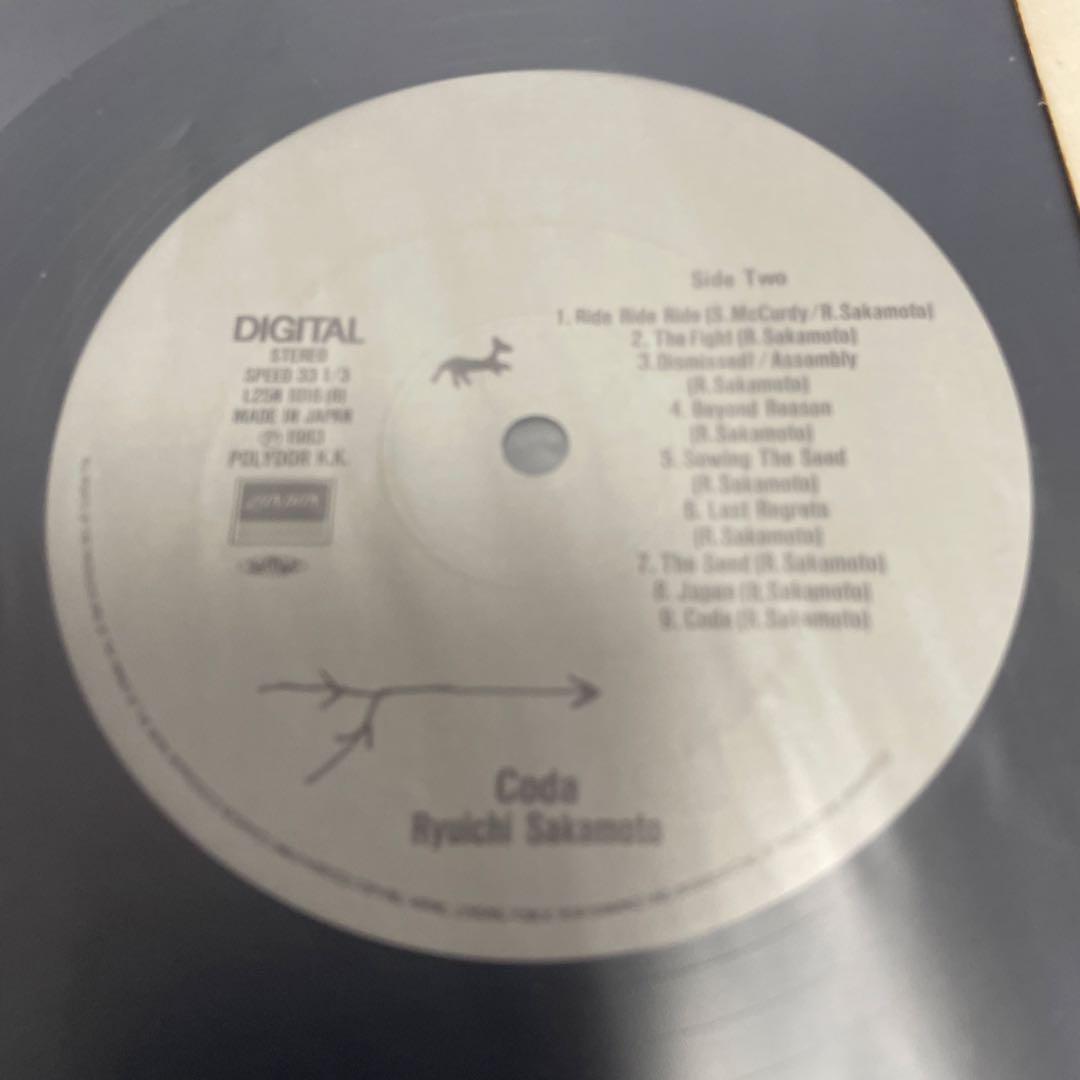 DIGITAL
STEREO
SPEED 33 1/3
MADE IN JAPAN
℗ 1983
POLYDOR K.K.
Side Two
1. Ride Ride Ride (S.McCurdy/R.Sakamoto)
2. The Fight (R.Sakamoto)
3. Dismissed!/Assembly
(R.Sakamoto)
4. Beyond Reason
(R.Sakamoto)
5. Sowing The Seed
(R.Sakamoto)
6. Last Regrets
(R.Sakamoto)
7. The Seed (R.Sakamoto)
8. Japan (R.Sakamoto)
9. Coda (R.Sakamoto)
Coda
Ryuichi Sakamoto